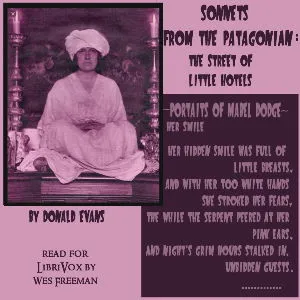 SONNETS
FROM THE PATAGONIAN:
THE STREET OF
LITTLE HOTELS
~PORTRAITS OF MABEL DODGE~
HER SMILE
HER HIDDEN SMILE WAS FULL OF
LITTLE BREASTS,
AND WITH HER TOO WHITE HANDS
SHE STROKED HER FEARS,
THE WHILE THE SERPENT PEERED AT HER
PINK EARS,
AND NIGHT'S GRIM HOURS STALKED IN,
UNBIDDEN GUESTS.
.............
BY DONALD EVANS
READ FOR
LIBRIVOX BY
WES FREEMAN